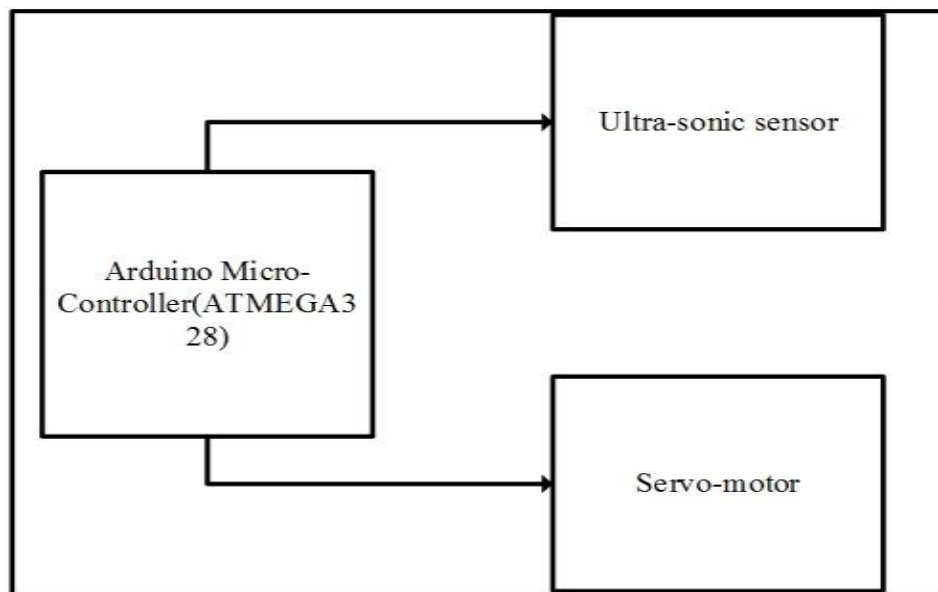 Ultra-sonic sensor
Arduino Micro-
Controller(ATMEGA3
28)
Servo-motor